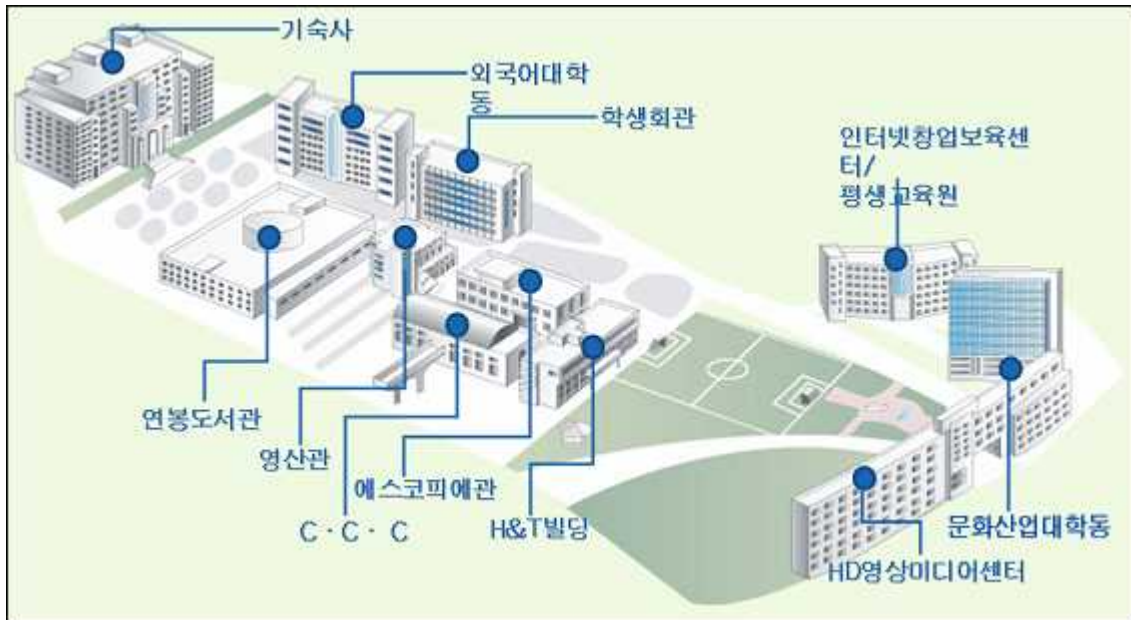 기숙사
외국어대학
동
학생회관
인터넷창업보육센
터/
평생교육원
연봉도서관
영산관
에스코피에관
C·C· C
H&T빌딩
문화산업대학동
HD영상미디어센터